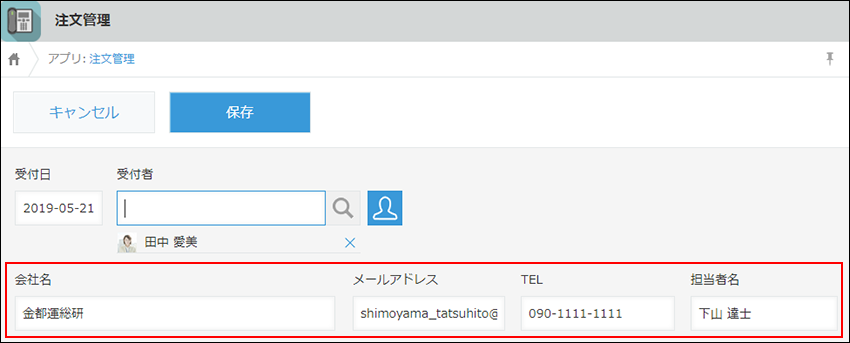 注文管理
アプリ: 注文管理
キャンセル 保存
受付日 受付者
2019-05-21
田中 愛美
会社名 メールアドレス TEL 担当者名
金都運総研 shimoyama_tatsuhito@ 090-1111-1111 下山 達士